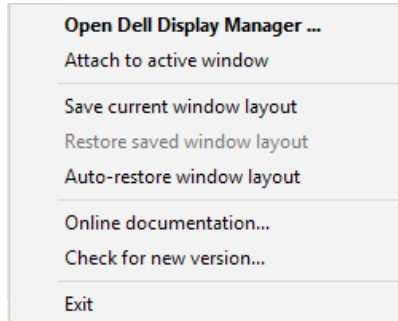 Open Dell Display Manager ...
Attach to active window
Save current window layout
Restore saved window layout
Auto-restore window layout
Online documentation...
Check for new version...
Exit